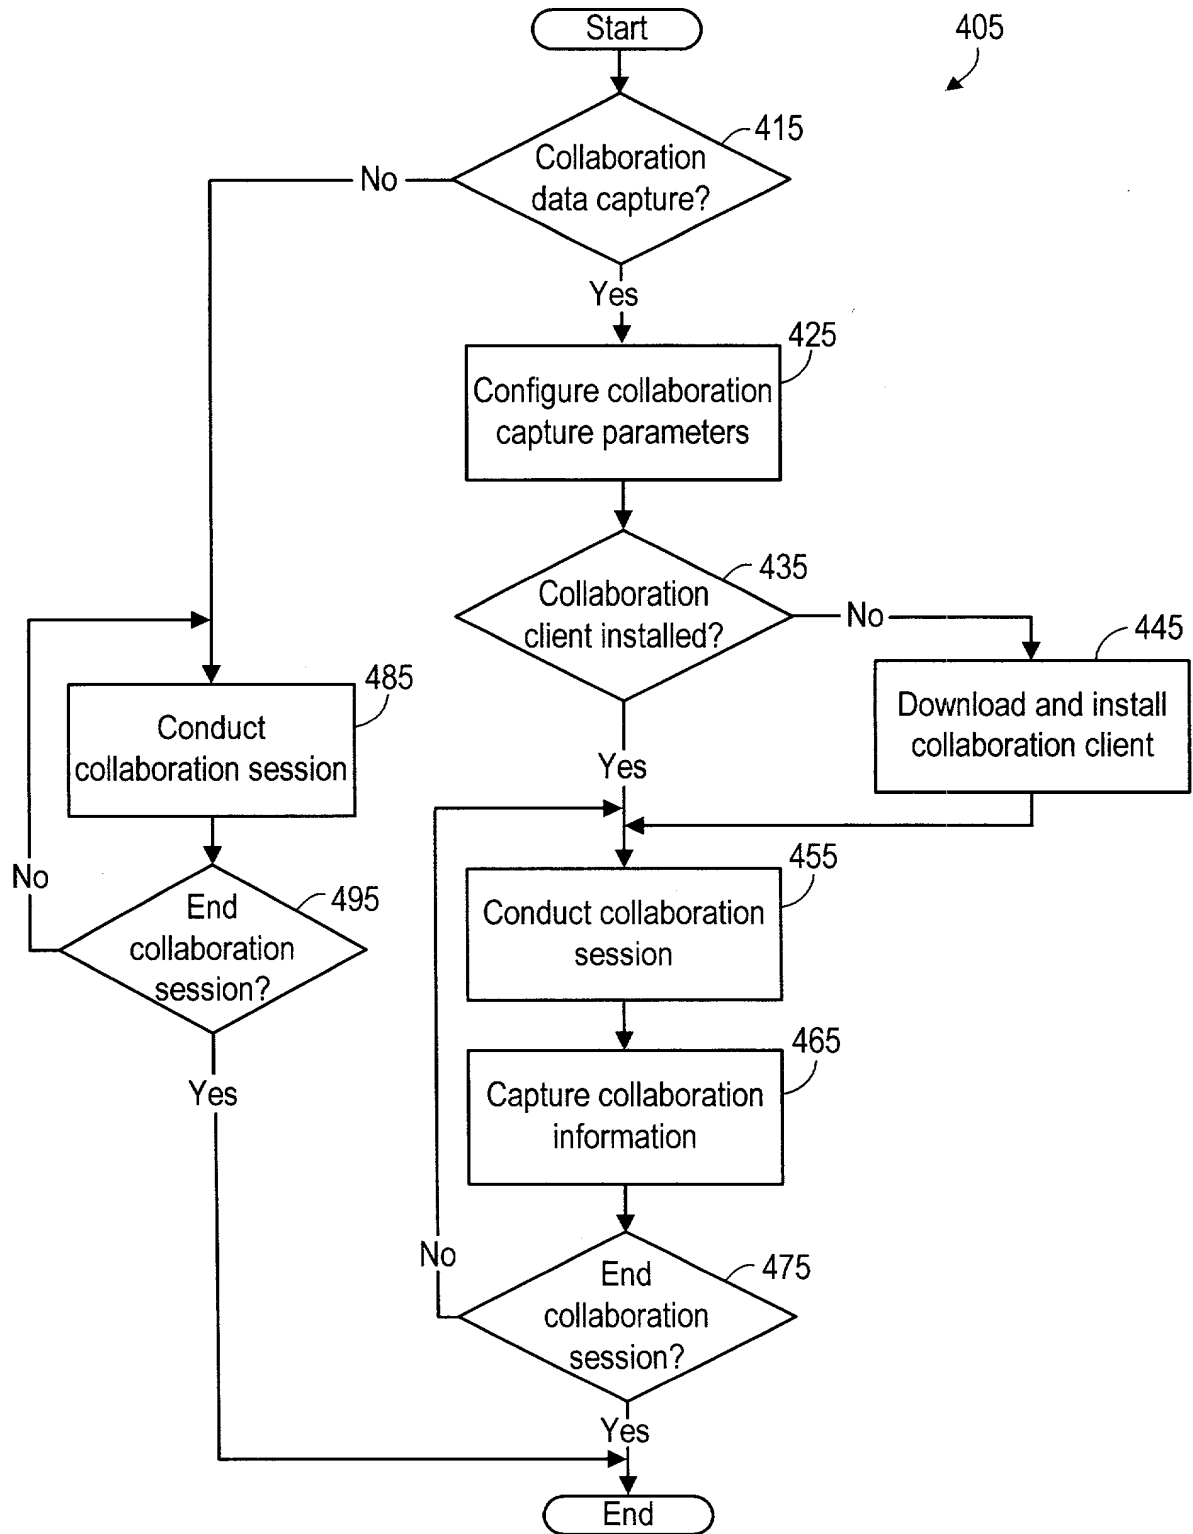 Start
405
415
Collaboration
data capture?
No
Yes
425
Configure collaboration
capture parameters
435
Collaboration
client installed?
No
445
Download and install
collaboration client
485
Conduct
collaboration session
Yes
No
495
End
collaboration
session?
455
Conduct collaboration
session
465
Capture collaboration
information
Yes
No
475
End
collaboration
session?
Yes
End